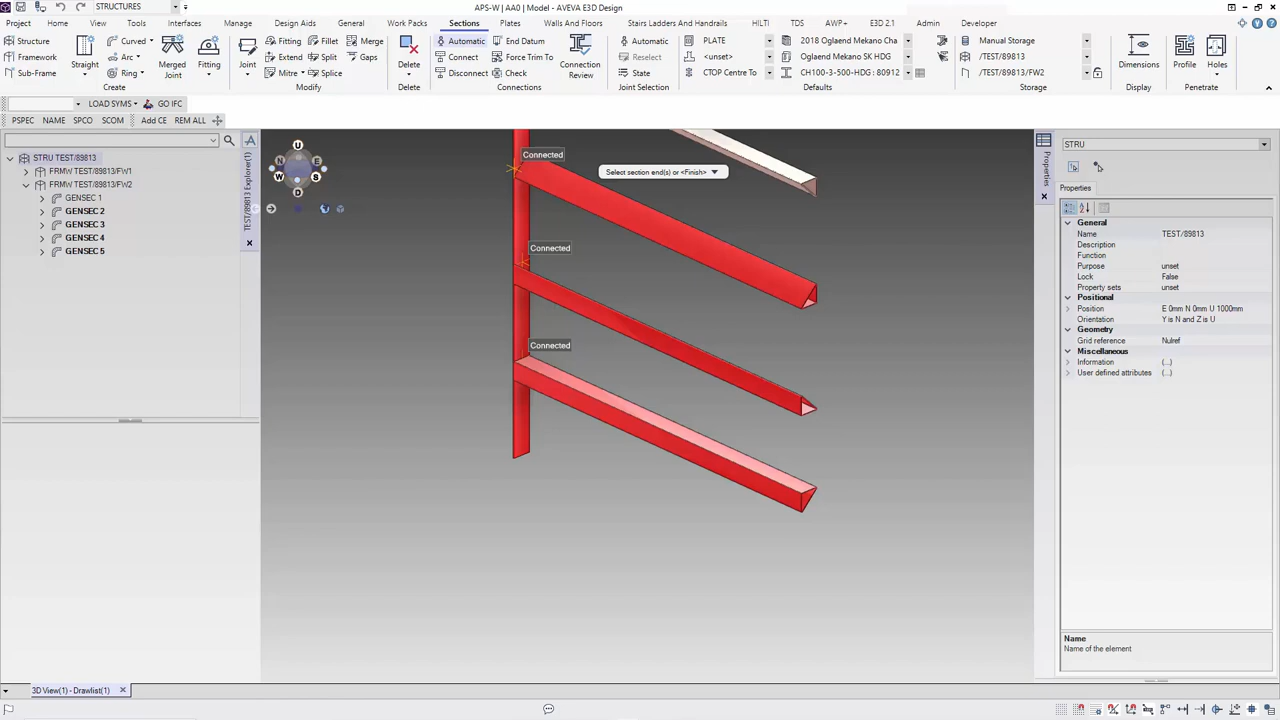 STRUCTURES
APS-W | AA0 | Model - AVEVA E3D Design
Project Home Views Tools Interfaces Manage Design Aids General Work Packs Sections Plates Walls And Floors Stairs Ladders And Handrails HILTI TDS AWP+ E3D 2.1 Admin Developer
Structure Curved Fitting Fillet Merge Automatic End Datum Automatic PLATE 2018 Oglaend Mekano Cha Manual Storage
Framework Arc Extend Split Gaps Connect Force Trim To Reselect <unset> Oglaend Mekano SK HDG /TEST/89813
Sub-Frame Ring Mitre Splice Disconnect Check State CTOP Centre To CH100-3-500-HDG : 80912 /TEST/89813/FW2
Straight Merged Joint Fitting Joint Delete Connection Review Dimensions Profile Holes
Create Modify Delete Connections Joint Selection Defaults Storage Display Penetrate
LOAD SYMS GO IFC
PSPEC NAME SPCO SCOM Add CE REM ALL
STRU TEST/89813
FRMW TEST/89813/FW1
FRMW TEST/89813/FW2
GENSEC 1
GENSEC 2
GENSEC 3
GENSEC 4
GENSEC 5
TEST/89813 Explorer(1)
U
N E
W S
D
Connected
Select section end(s) or <Finish>
Connected
Connected
Properties
STRU
Properties
General
Name TEST/89813
Description
Function
Purpose unset
Lock False
Property sets unset
Positional
Position E 0mm N 0mm U 1000mm
Orientation Y is N and Z is U
Geometry
Grid reference Nulref
Miscellaneous
Information (...)
User defined attributes (...)
Name
Name of the element
3D View(1) - Drawlist(1)